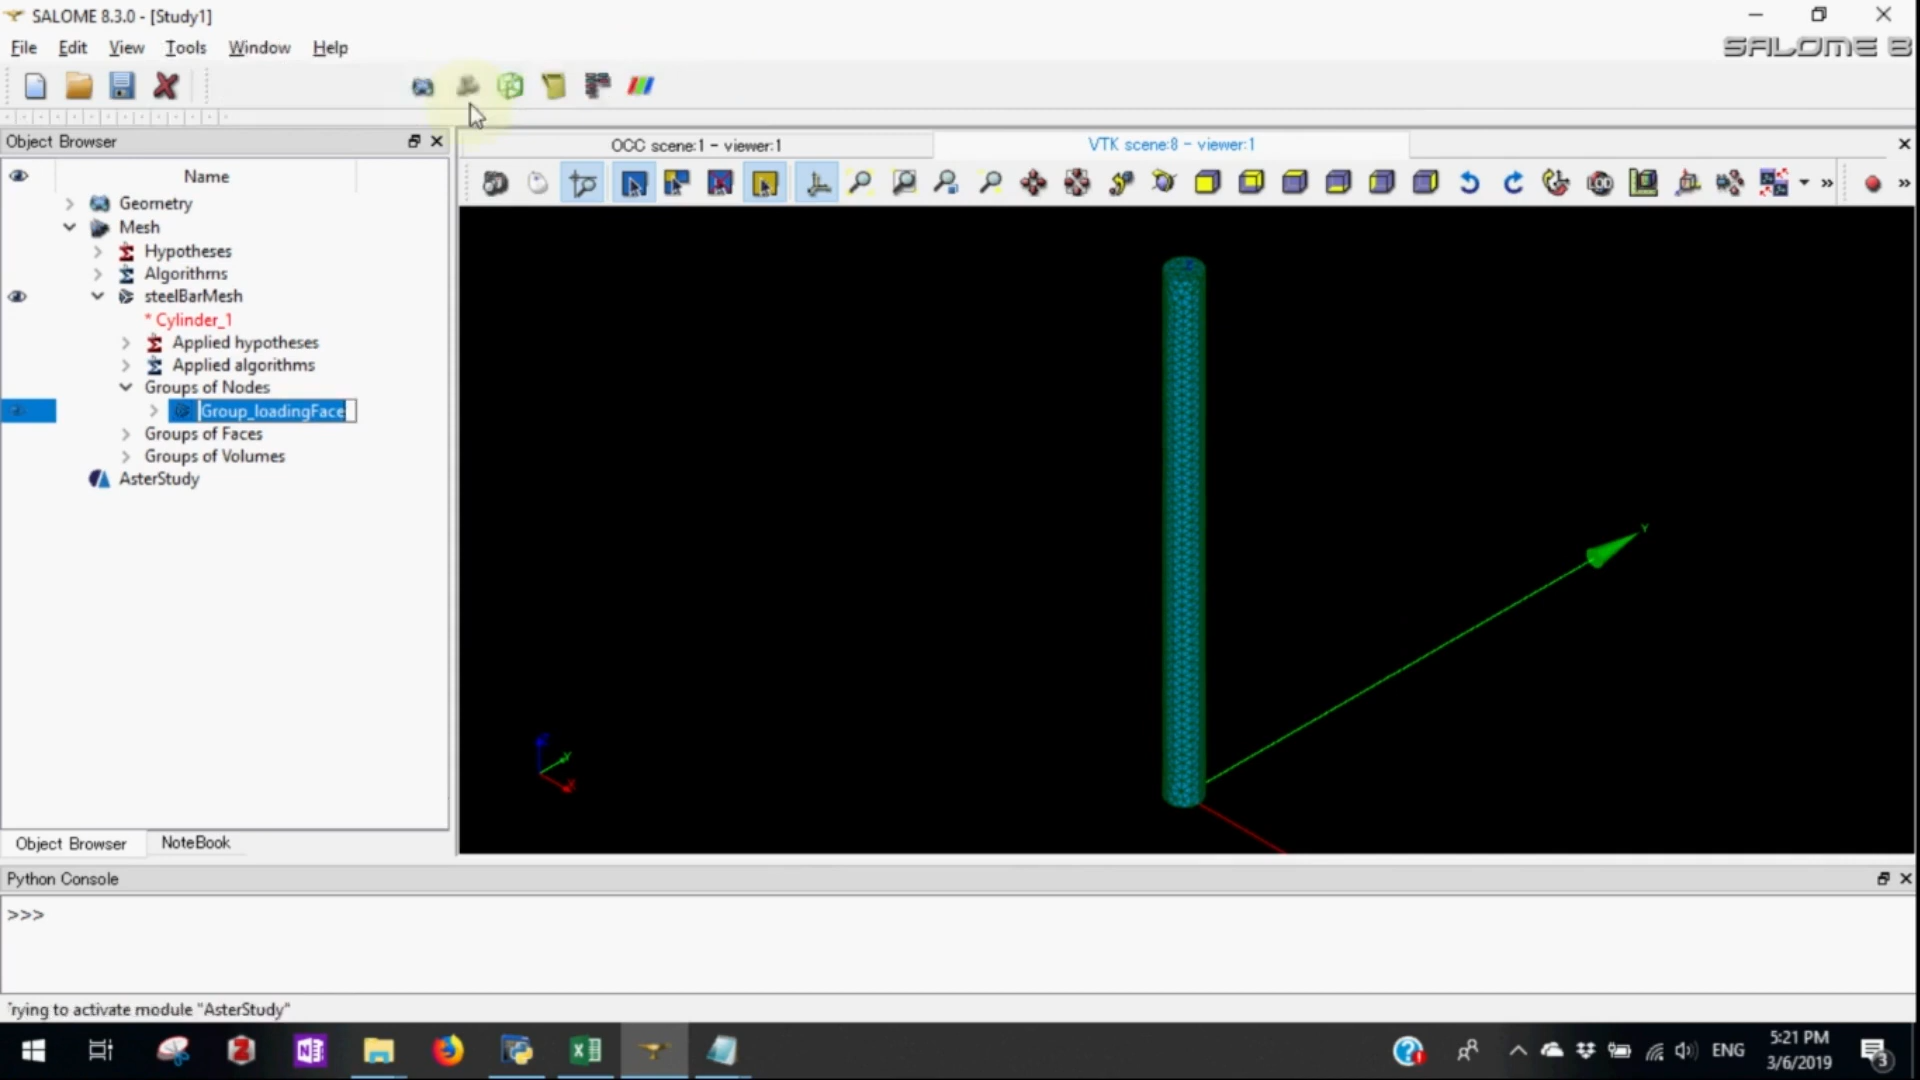 SALOME 8.3.0 - [Study1]
File Edit View Tools Window Help
SALOME 8
Object Browser
OCC scene:1 - viewer:1
VTK scene:8 - viewer:1
Name
Geometry
Mesh
Hypotheses
Algorithms
steelBarMesh
* Cylinder_1
Applied hypotheses
Applied algorithms
Groups of Nodes
Group_loadingFace
Groups of Faces
Groups of Volumes
AsterStudy
Y
Z
Y
X
Object Browser
NoteBook
Python Console
>>>
Trying to activate module "AsterStudy"
ENG
5:21 PM
3/6/2019
3